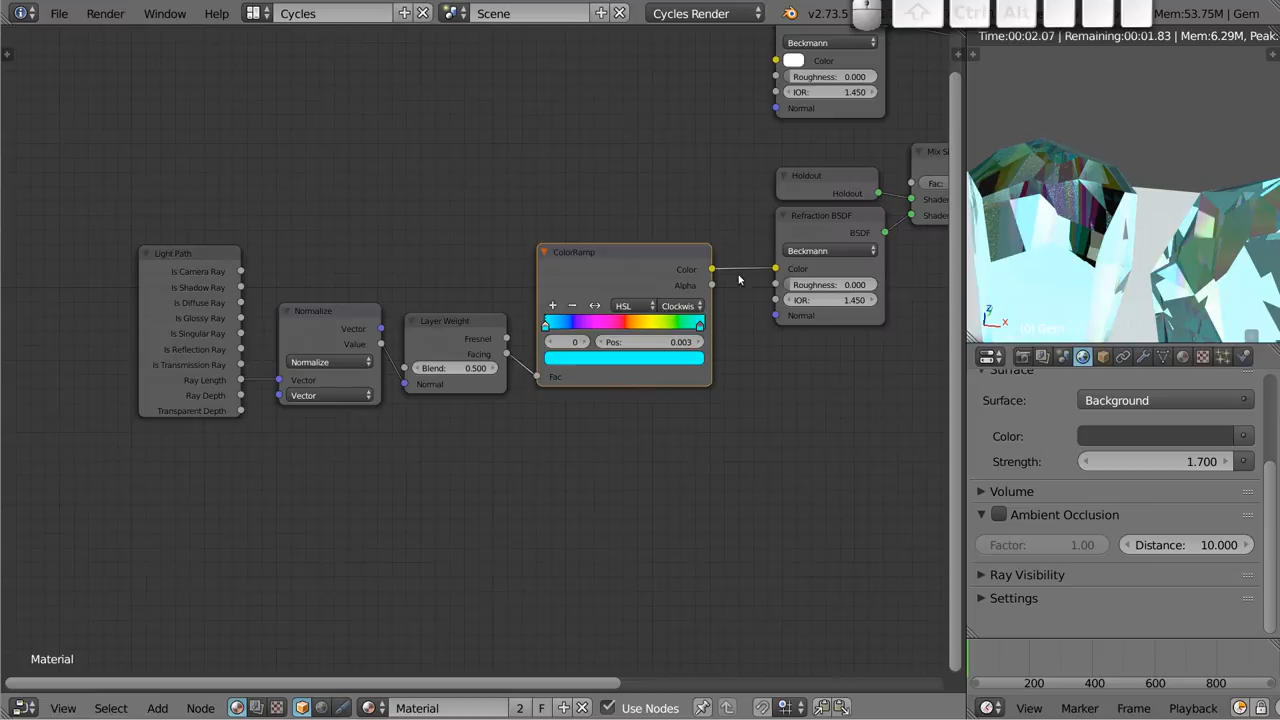 File Render Window Help Cycles Scene Cycles Render v2.73.5 Ctrl Alt Mem:53.75M | Gem
Time:00:02.07 | Remaining:00:01.83 | Mem:6.29M, Peak:
Beckmann
Color
Roughness: 0.000
IOR: 1.450
Normal
Mix S
Holdout
Holdout
Fac:
Shade
Shade
Refraction BSDF
BSDF
Beckmann
Color
Roughness: 0.000
IOR: 1.450
Normal
Light Path
Is Camera Ray
Is Shadow Ray
Is Diffuse Ray
Is Glossy Ray
Is Singular Ray
Is Reflection Ray
Is Transmission Ray
Ray Length
Ray Depth
Transparent Depth
Normalize
Vector
Value
Normalize
Vector
Vector
Layer Weight
Fresnel
Facing
Blend: 0.500
Normal
ColorRamp
Color
Alpha
HSL Clockwis
0 Pos: 0.003
Fac
Z
X
(0) Gem
Surface
Surface: Background
Color:
Strength: 1.700
Volume
Ambient Occlusion
Factor: 1.00 Distance: 10.000
Ray Visibility
Settings
Material
200 400 600 800
View Select Add Node Material 2 F Use Nodes
View Marker Frame Playback